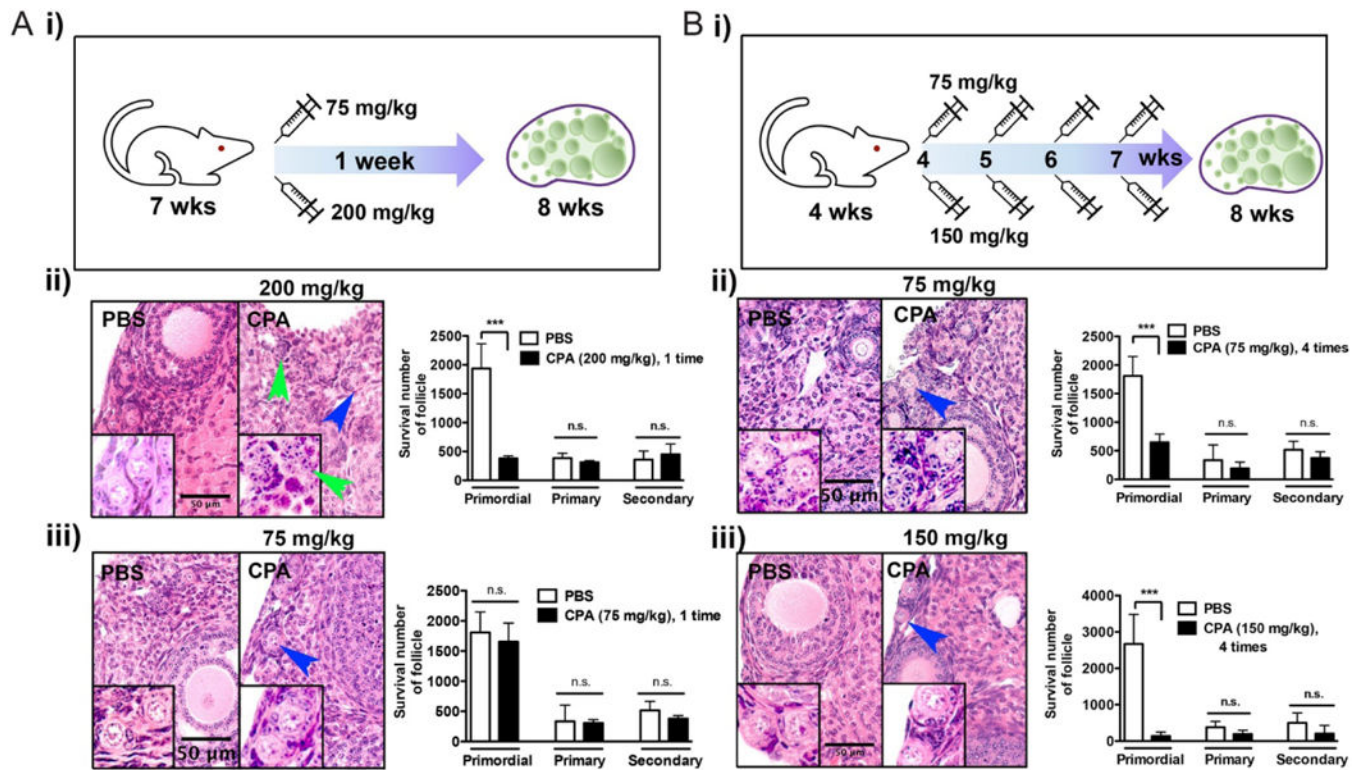 A i)
75 mg/kg
1 week
200 mg/kg
7 wks
8 wks
B i)
75 mg/kg
4 5 6 7 wks
150 mg/kg
4 wks
8 wks
ii)
200 mg/kg
PBS
CPA
50 µm
Survival number
of follicle
2500
2000
1500
1000
500
0
***
n.s.
n.s.
PBS
CPA (200 mg/kg), 1 time
Primordial
Primary
Secondary
iii)
75 mg/kg
PBS
CPA
50 µm
Survival number
of follicle
2500
2000
1500
1000
500
0
n.s.
n.s.
n.s.
PBS
CPA (75 mg/kg), 1 time
Primordial
Primary
Secondary
ii)
75 mg/kg
PBS
CPA
50 µm
Survival number
of follicle
2500
2000
1500
1000
500
0
***
n.s.
n.s.
PBS
CPA (75 mg/kg), 4 times
Primordial
Primary
Secondary
iii)
150 mg/kg
PBS
CPA
50 µm
Survival number
of follicle
4000
3000
2000
1000
0
***
n.s.
n.s.
PBS
CPA (150 mg/kg),
4 times
Primordial
Primary
Secondary